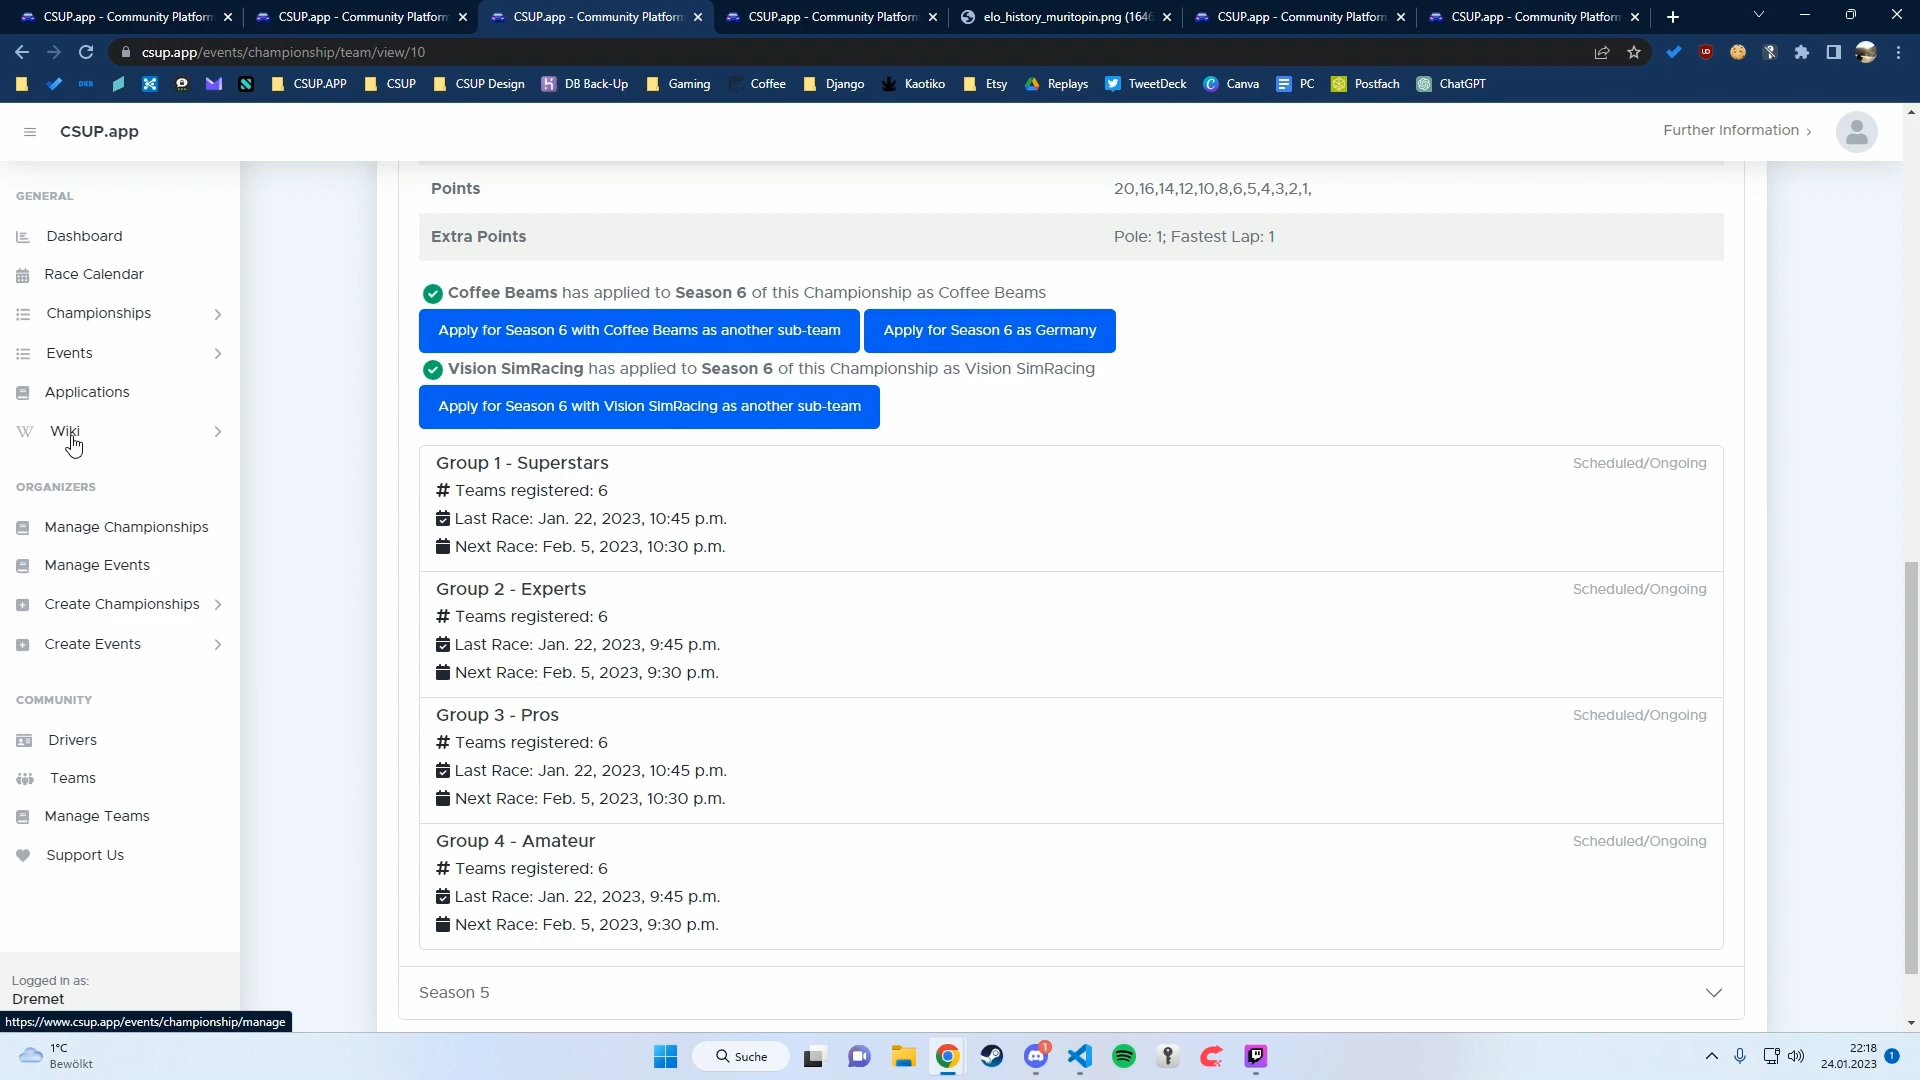 CSUP.app - Community Platform
CSUP.app - Community Platform
CSUP.app - Community Platform
CSUP.app - Community Platform
elo_history_muritopin.png (1646
CSUP.app - Community Platform
CSUP.app - Community Platform
csup.app/events/championship/team/view/10
DKB
CSUP.APP
CSUP
CSUP Design
DB Back-Up
Gaming
Coffee
Django
Kaotiko
Etsy
Replays
TweetDeck
Canva
PC
Postfach
ChatGPT
CSUP.app
Further Information
GENERAL
Dashboard
Race Calendar
Championships
Events
Applications
Wiki
ORGANIZERS
Manage Championships
Manage Events
Create Championships
Create Events
COMMUNITY
Drivers
Teams
Manage Teams
Support Us
Logged in as:
Dremet
https://www.csup.app/events/championship/manage
Points 20,16,14,12,10,8,6,5,4,3,2,1,
Extra Points Pole: 1; Fastest Lap: 1
Coffee Beams has applied to Season 6 of this Championship as Coffee Beams
Apply for Season 6 with Coffee Beams as another sub-team Apply for Season 6 as Germany
Vision SimRacing has applied to Season 6 of this Championship as Vision SimRacing
Apply for Season 6 with Vision SimRacing as another sub-team
Group 1 - Superstars Scheduled/Ongoing
# Teams registered: 6
Last Race: Jan. 22, 2023, 10:45 p.m.
Next Race: Feb. 5, 2023, 10:30 p.m.
Group 2 - Experts Scheduled/Ongoing
# Teams registered: 6
Last Race: Jan. 22, 2023, 9:45 p.m.
Next Race: Feb. 5, 2023, 9:30 p.m.
Group 3 - Pros Scheduled/Ongoing
# Teams registered: 6
Last Race: Jan. 22, 2023, 10:45 p.m.
Next Race: Feb. 5, 2023, 10:30 p.m.
Group 4 - Amateur Scheduled/Ongoing
# Teams registered: 6
Last Race: Jan. 22, 2023, 9:45 p.m.
Next Race: Feb. 5, 2023, 9:30 p.m.
Season 5
1°C
Bewölkt
Suche
1
22:18
24.01.2023
1